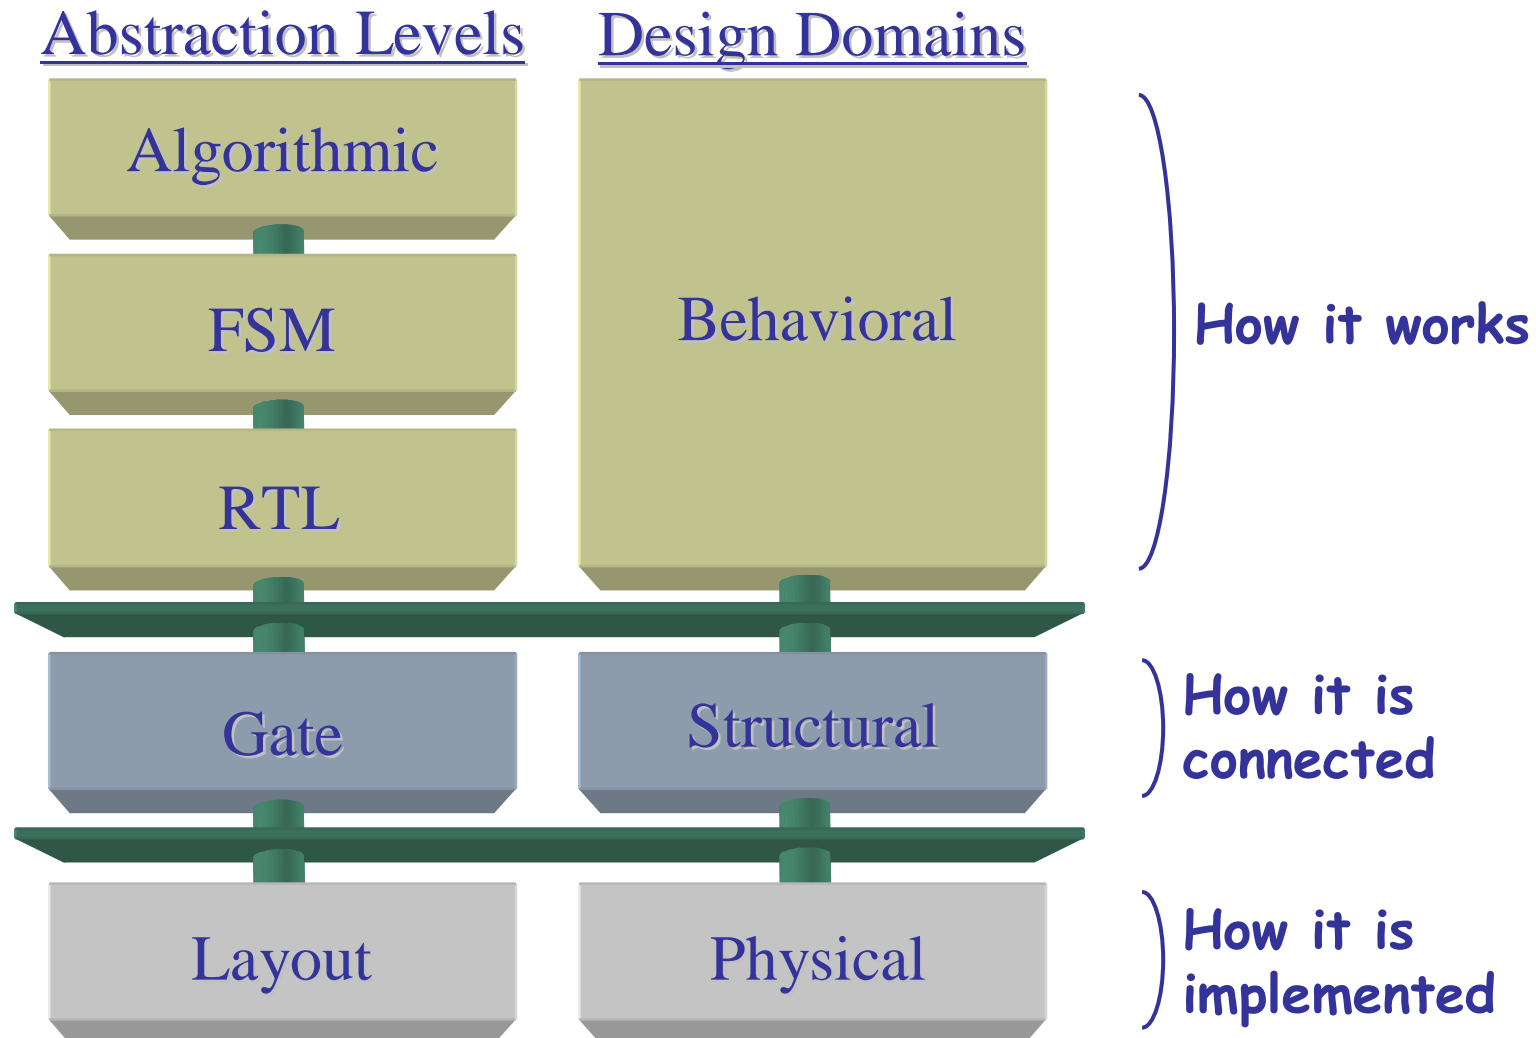 Abstraction Levels
Design Domains
Algorithmic
FSM
RTL
Behavioral
How it works
Gate
Structural
How it is
connected
Layout
Physical
How it is
implemented